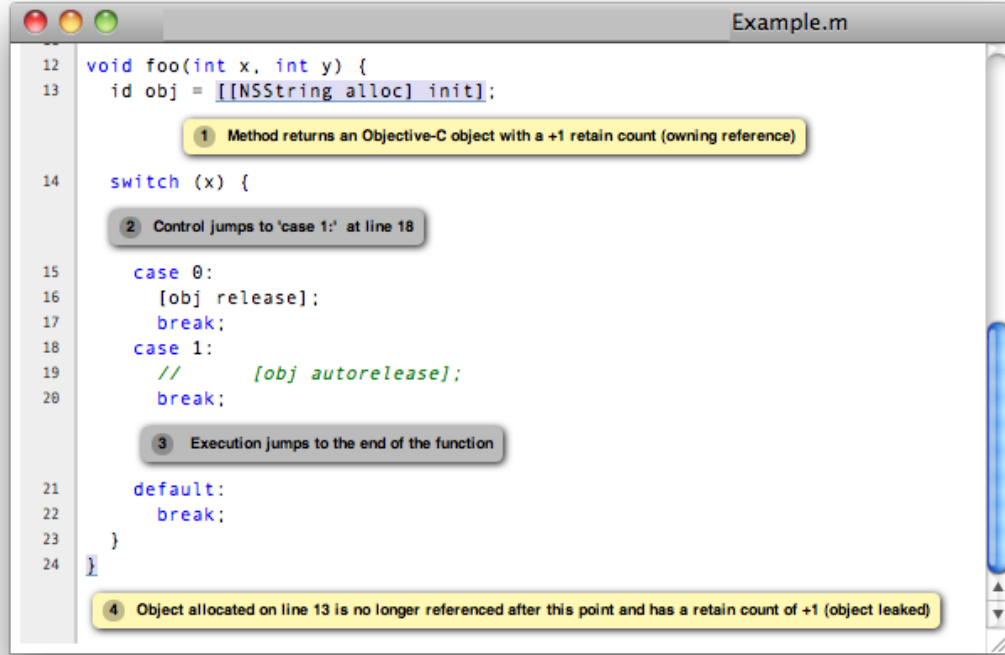 Example.m
12 void foo(int x, int y) {
13 id obj = [[NSString alloc] init];
1 Method returns an Objective-C object with a +1 retain count (owning reference)
14 switch (x) {
2 Control jumps to 'case 1:' at line 18
15 case 0:
16 [obj release];
17 break;
18 case 1:
19 // [obj autorelease];
20 break;
3 Execution jumps to the end of the function
21 default:
22 break;
23 }
24 }
4 Object allocated on line 13 is no longer referenced after this point and has a retain count of +1 (object leaked)